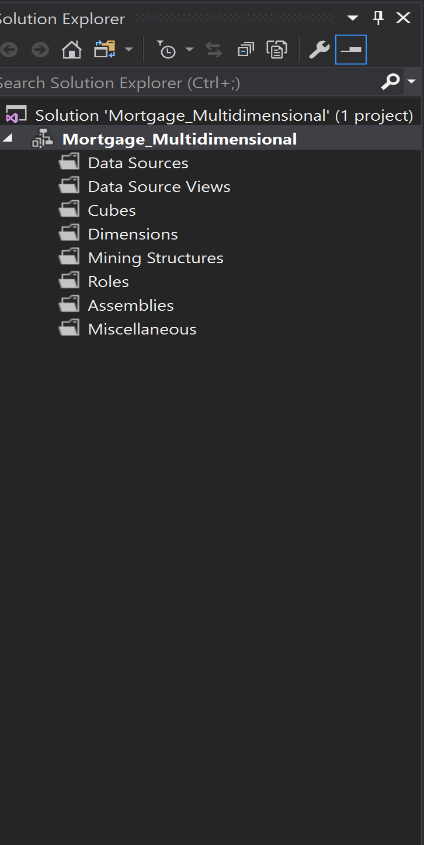 Solution Explorer
Search Solution Explorer (Ctrl+;)
Solution 'Mortgage_Multidimensional' (1 project)
Mortgage_Multidimensional
Data Sources
Data Source Views
Cubes
Dimensions
Mining Structures
Roles
Assemblies
Miscellaneous